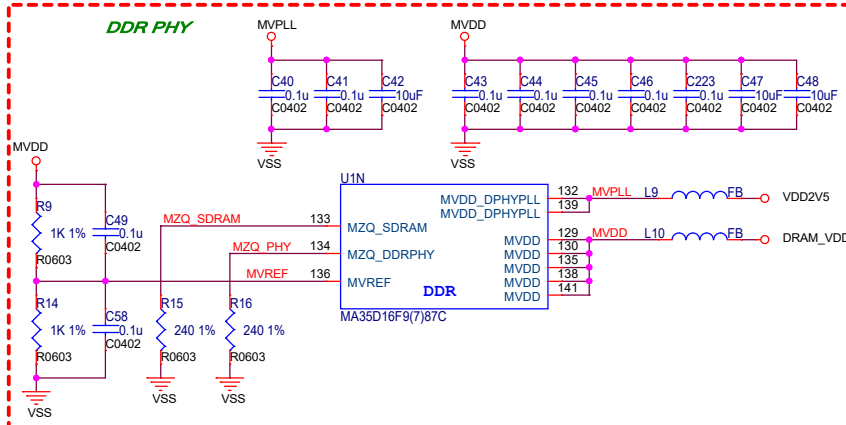 DDR PHY
MVPLL
MVDD
C40
0.1u
C0402
C41
0.1u
C0402
C42
10uF
C0402
C43
0.1u
C0402
C44
0.1u
C0402
C45
0.1u
C0402
C46
0.1u
C0402
C223
0.1u
C0402
C47
10uF
C0402
C48
10uF
C0402
VSS
VSS
MVDD
R9
1K 1%
R0603
C49
0.1u
C0402
R14
1K 1%
R0603
C58
0.1u
C0402
VSS
MZQ_SDRAM
MZQ_PHY
MVREF
R15
240 1%
R0603
VSS
R16
240 1%
R0603
VSS
U1N
133
MZQ_SDRAM
134
MZQ_DDRPHY
136
MVREF
DDR
MA35D16F9(7)87C
MVDD_DPHYPLL
132
MVDD_DPHYPLL
139
MVDD
129
MVDD
130
MVDD
135
MVDD
138
MVDD
141
MVPLL
L9
FB
VDD2V5
MVDD
L10
FB
DRAM_VDD